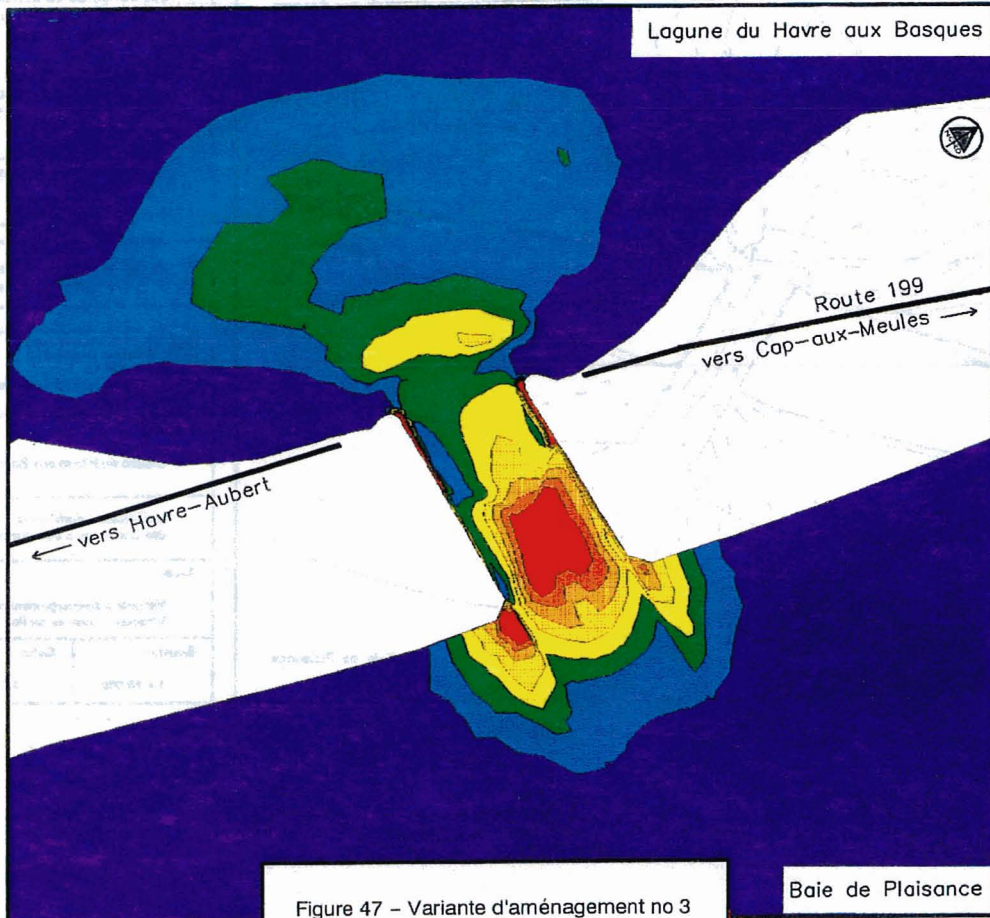 Lagune du Havre aux Basques
Route 199
vers Cap-aux-Meules
vers Havre-Aubert
Baie de Plaisance
Figure 47 - Variante d'aménagement no 3